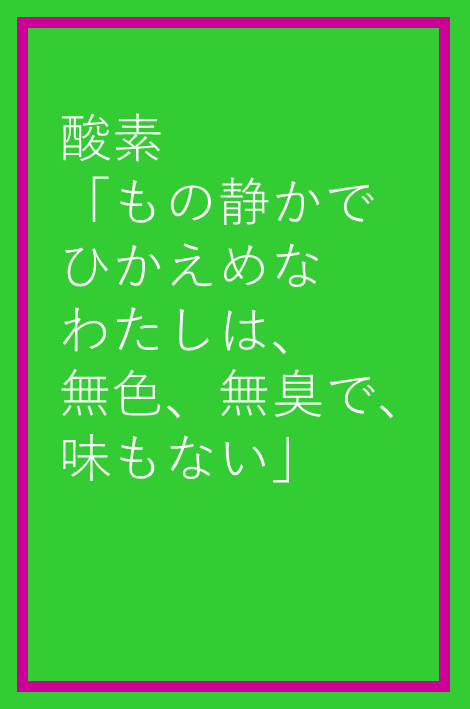 酸素
「もの静かで
ひかえめな
わたしは、
無色、無臭で、
味もない」